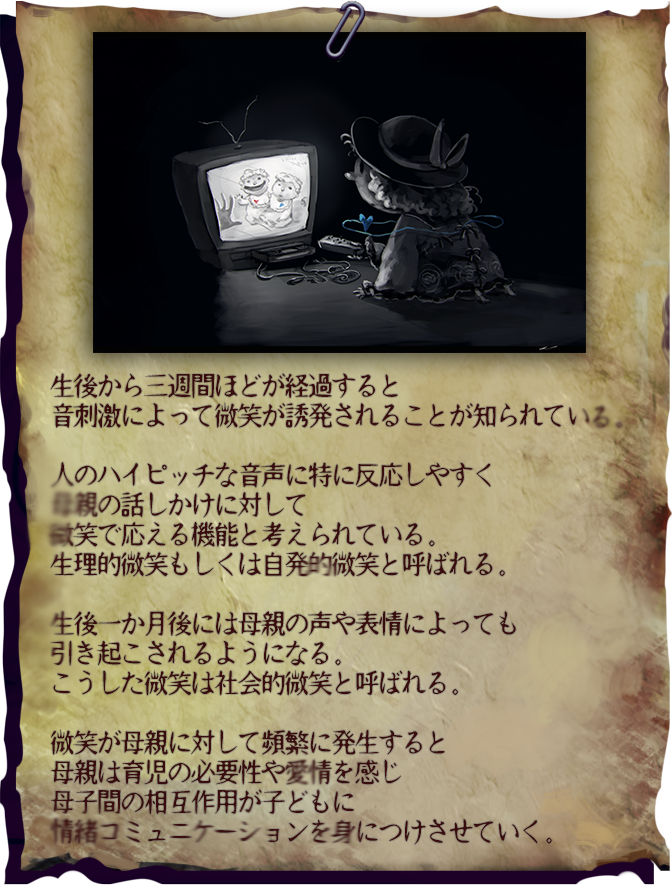 生後から三週間ほどが経過すると
音刺激によって微笑が誘発されることが知られている。
人のハイピッチな音声に特に反応しやすく
母親の話しかけに対して
微笑で応える機能と考えられている。
生理的微笑もしくは自発的微笑と呼ばれる。
生後一か月後には母親の声や表情によっても
引き起こされるようになる。
こうした微笑は社会的微笑と呼ばれる。
微笑が母親に対して頻繁に発生すると
母親は育児の必要性や愛情を感じ
母子間の相互作用が子どもに
情緒コミュニケーションを身につけさせていく。